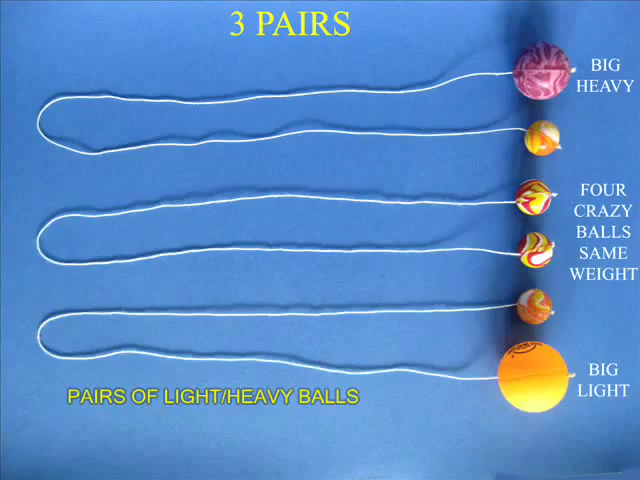 3 PAIRS
BIG
HEAVY
FOUR
CRAZY
BALLS
SAME
WEIGHT
BIG
LIGHT
PAIRS OF LIGHT/HEAVY BALLS